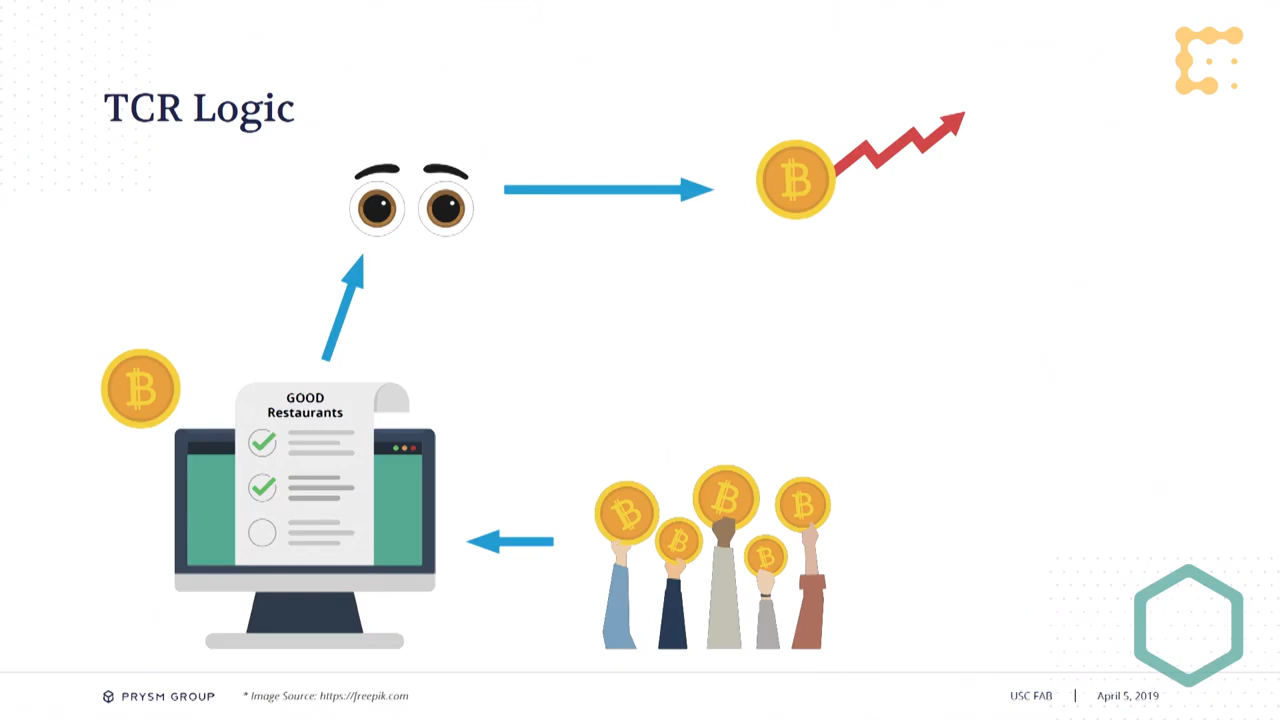 TCR Logic
GOOD
Restaurants
PRYSM GROUP
* Image Source: https://freepik.com
USC FAB
April 5, 2019